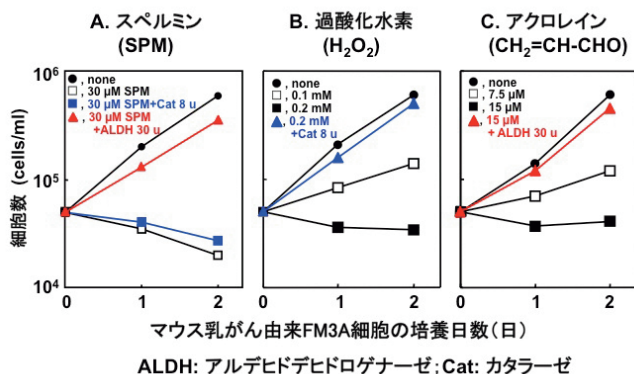 A. スペルミン
(SPM)
B. 過酸化水素
(H₂O₂)
C. アクロレイン
(CH₂=CH-CHO)
細胞数 (cells/ml)
10⁶
10⁵
10⁴
●, none
□, 30 μM SPM
■, 30 μM SPM+Cat 8 u
▲, 30 μM SPM
+ALDH 30 u
0
1
2
●, none
□, 0.1 mM
■, 0.2 mM
▲, 0.2 mM
+Cat 8 u
0
1
2
●, none
□, 7.5 μM
■, 15 μM
▲, 15 μM
+ ALDH 30 u
0
1
2
マウス乳がん由来FM3A細胞の培養日数(日)
ALDH: アルデヒドデヒドロゲナーゼ; Cat: カタラーゼ